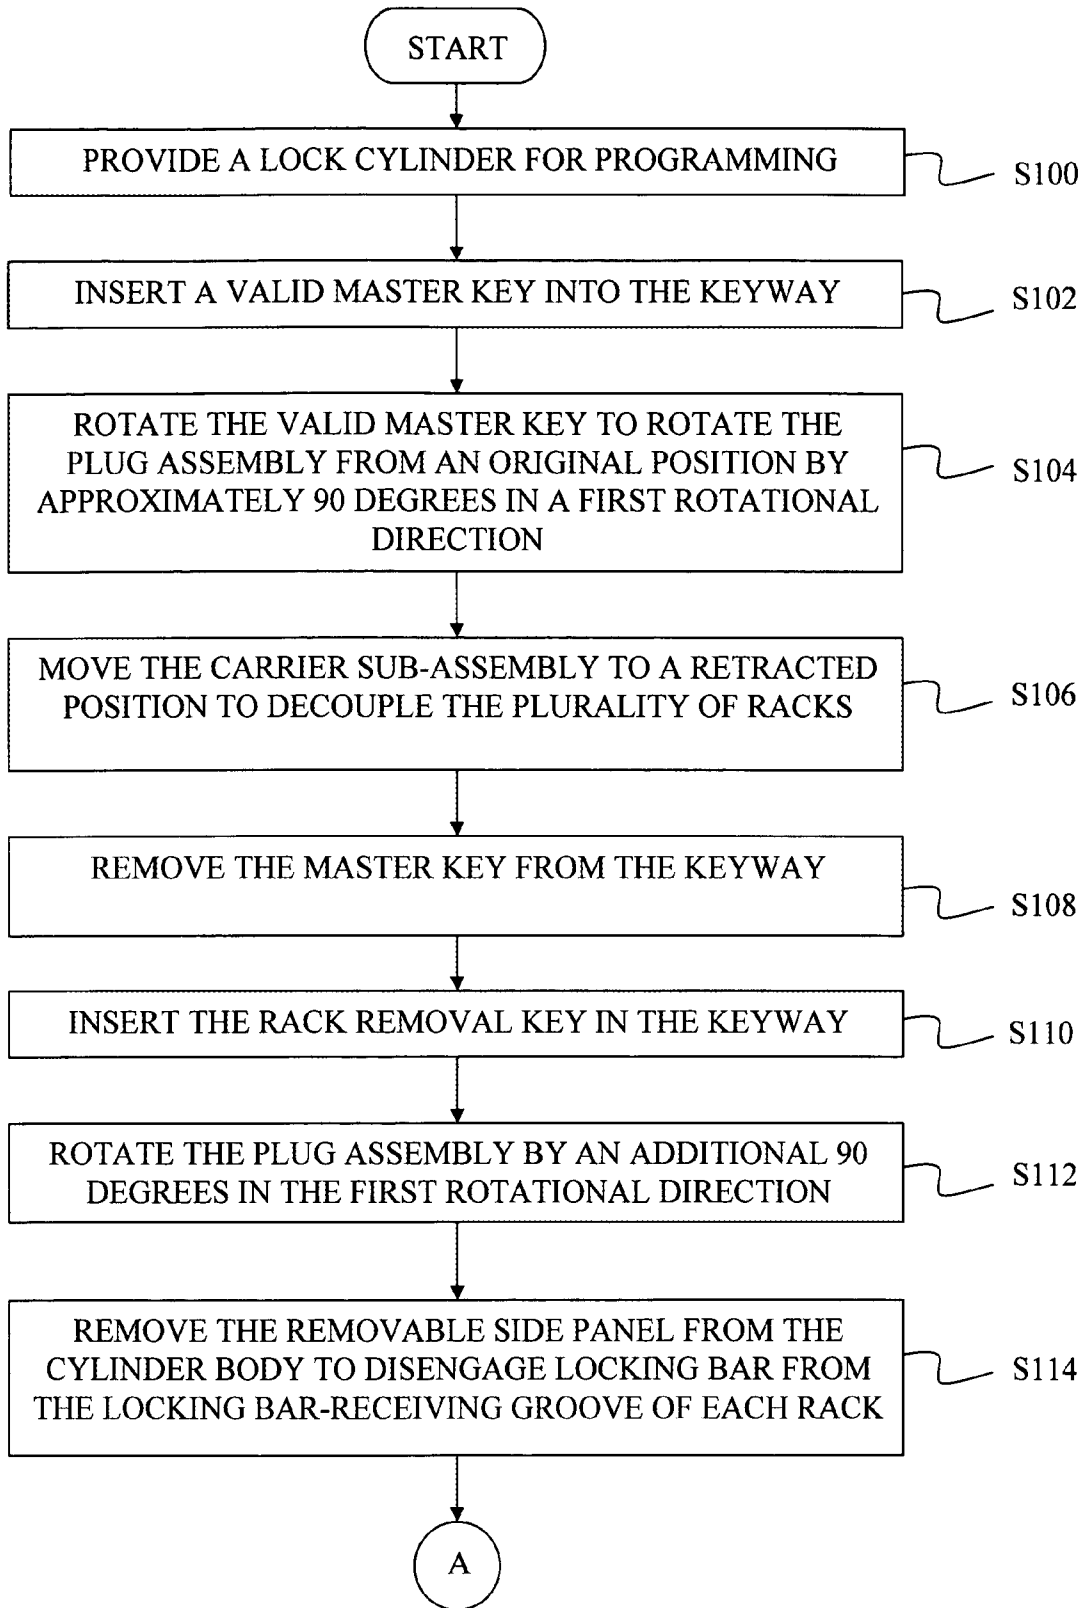 START
PROVIDE A LOCK CYLINDER FOR PROGRAMMING
S100
INSERT A VALID MASTER KEY INTO THE KEYWAY
S102
ROTATE THE VALID MASTER KEY TO ROTATE THE
PLUG ASSEMBLY FROM AN ORIGINAL POSITION BY
APPROXIMATELY 90 DEGREES IN A FIRST ROTATIONAL
DIRECTION
S104
MOVE THE CARRIER SUB-ASSEMBLY TO A RETRACTED
POSITION TO DECOUPLE THE PLURALITY OF RACKS
S106
REMOVE THE MASTER KEY FROM THE KEYWAY
S108
INSERT THE RACK REMOVAL KEY IN THE KEYWAY
S110
ROTATE THE PLUG ASSEMBLY BY AN ADDITIONAL 90
DEGREES IN THE FIRST ROTATIONAL DIRECTION
S112
REMOVE THE REMOVABLE SIDE PANEL FROM THE
CYLINDER BODY TO DISENGAGE LOCKING BAR FROM
THE LOCKING BAR-RECEIVING GROOVE OF EACH RACK
S114
A